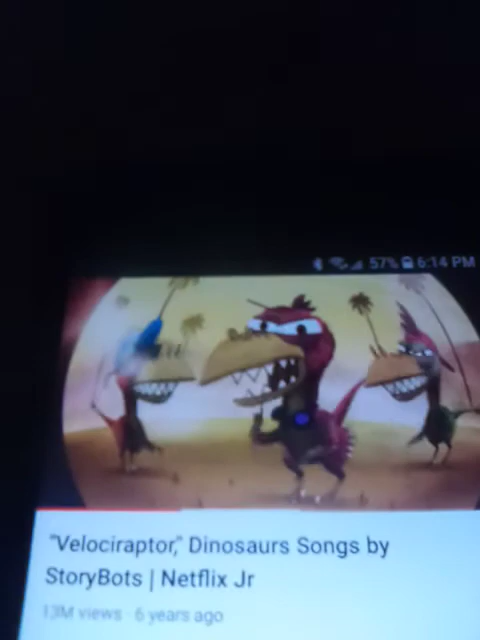 57% 6:14 PM
"Velociraptor," Dinosaurs Songs by
StoryBots | Netflix Jr
13M views · 6 years ago